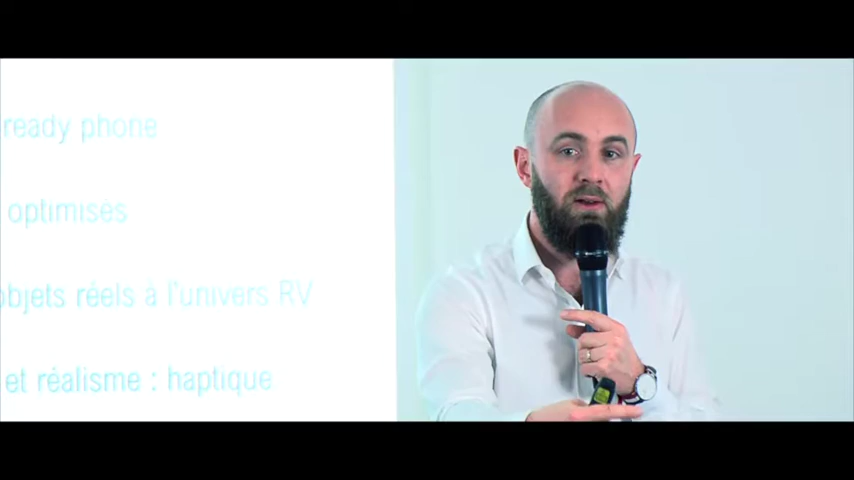 ready phone
optimisés
objets réels à l'univers RV
et réalisme : haptique